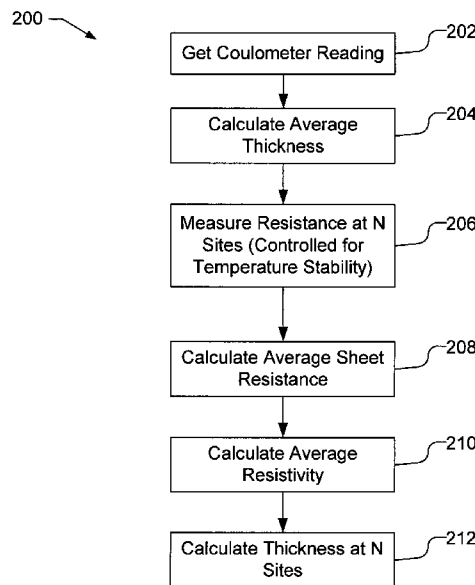 200
202
Get Coulometer Reading
204
Calculate Average
Thickness
206
Measure Resistance at N
Sites (Controlled for
Temperature Stability)
208
Calculate Average Sheet
Resistance
210
Calculate Average
Resistivity
212
Calculate Thickness at N
Sites